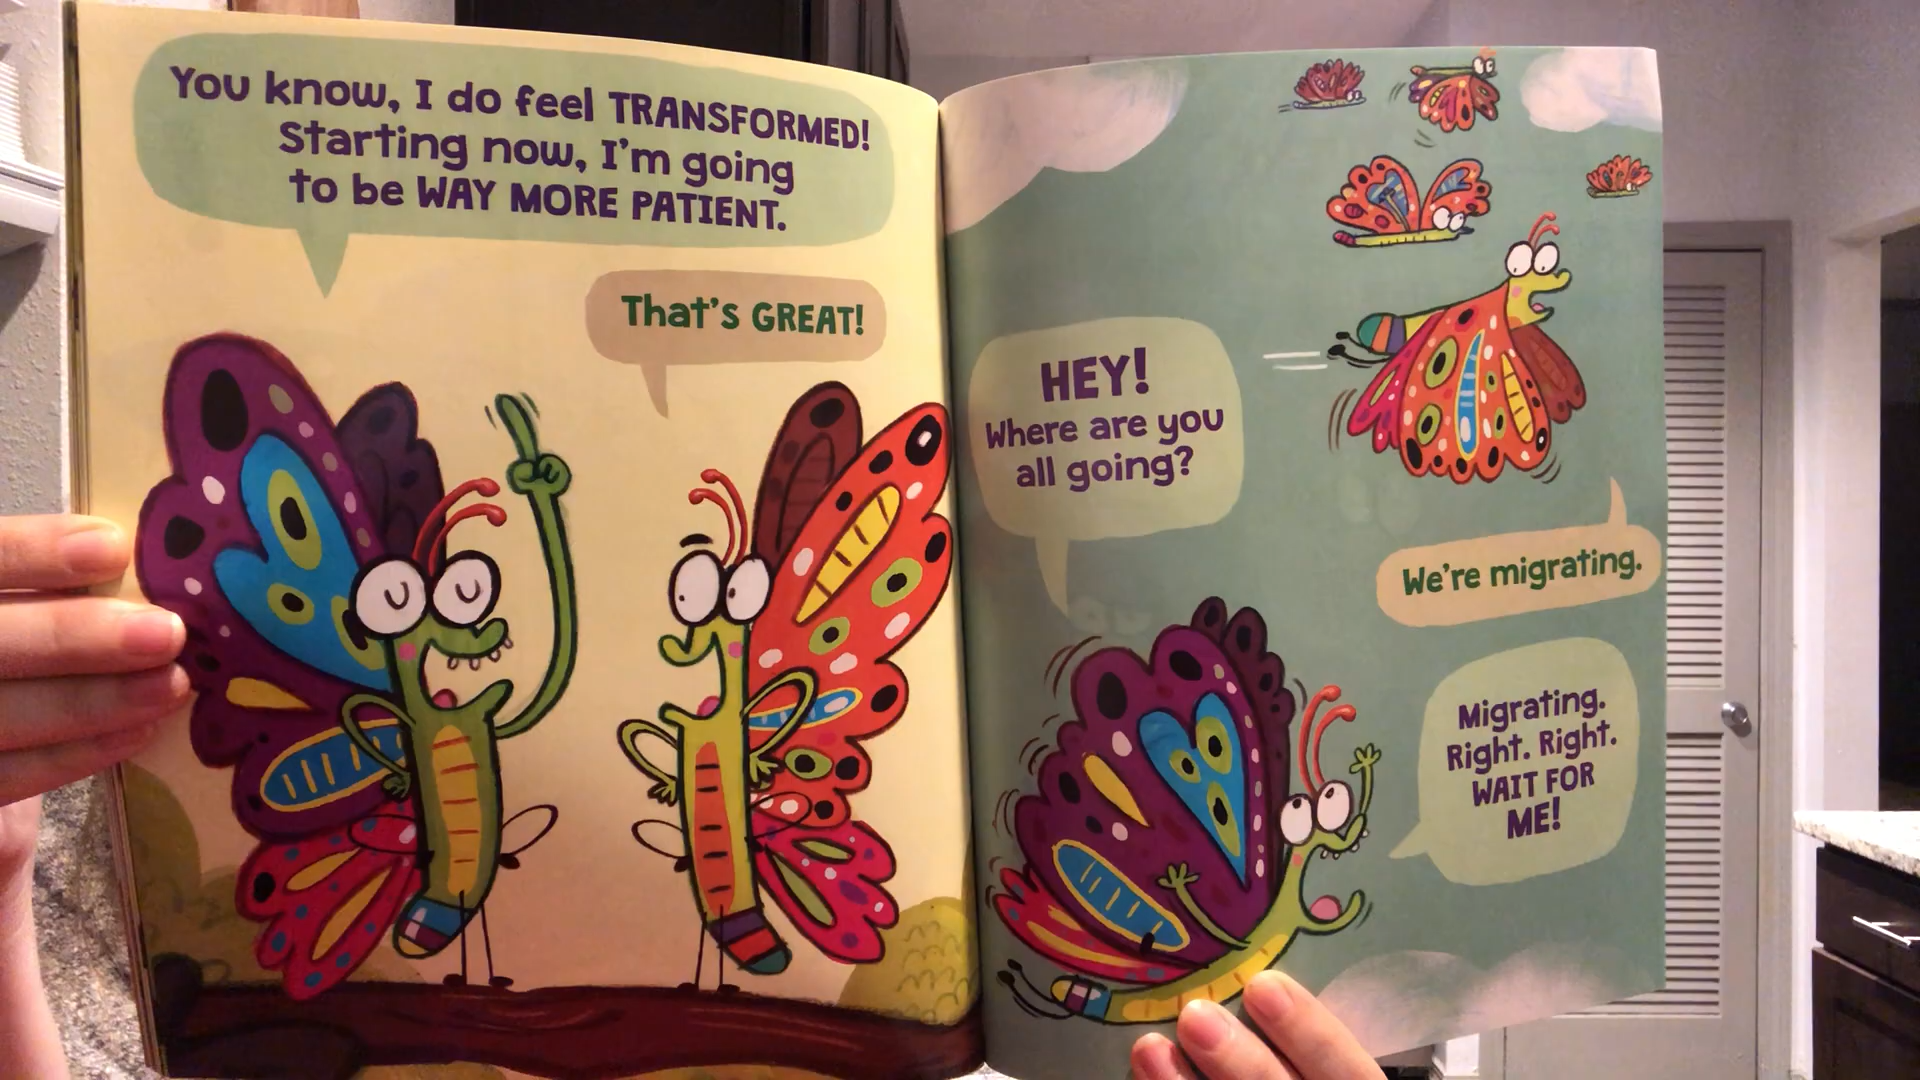 You know, I do feel TRANSFORMED!
Starting now, I'm going
to be WAY MORE PATIENT.
That's GREAT!
HEY!
Where are you
all going?
We're migrating.
Migrating.
Right. Right.
WAIT FOR
ME!